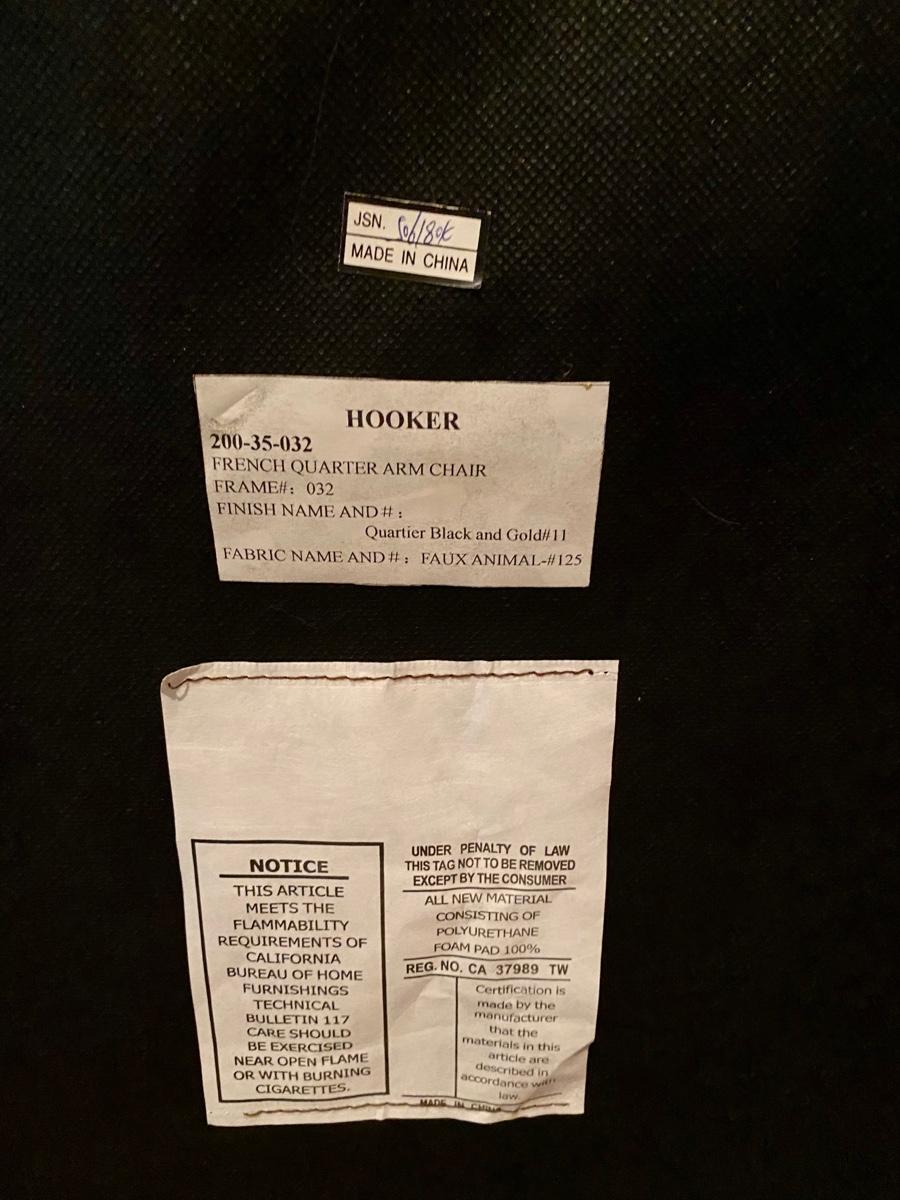 JSN.
MADE IN CHINA
HOOKER
200-35-032
FRENCH QUARTER ARM CHAIR
FRAME#: 032
FINISH NAME AND#:
Quartier Black and Gold#11
FABRIC NAME AND#: FAUX ANIMAL-#125
NOTICE
THIS ARTICLE
MEETS THE
FLAMMABILITY
REQUIREMENTS OF
CALIFORNIA
BUREAU OF HOME
FURNISHINGS
TECHNICAL
BULLETIN 117
CARE SHOULD
BE EXERCISED
NEAR OPEN FLAME
OR WITH BURNING
CIGARETTES.
UNDER PENALTY OF LAW
THIS TAG NOT TO BE REMOVED
EXCEPT BY THE CONSUMER
ALL NEW MATERIAL
CONSISTING OF
POLYURETHANE
FOAM PAD 100%
REG. NO. CA 37989 TW
Certification is
made by the
manufacturer
that the
materials in this
article are
described in
accordance with
law.
MADE IN CHINA